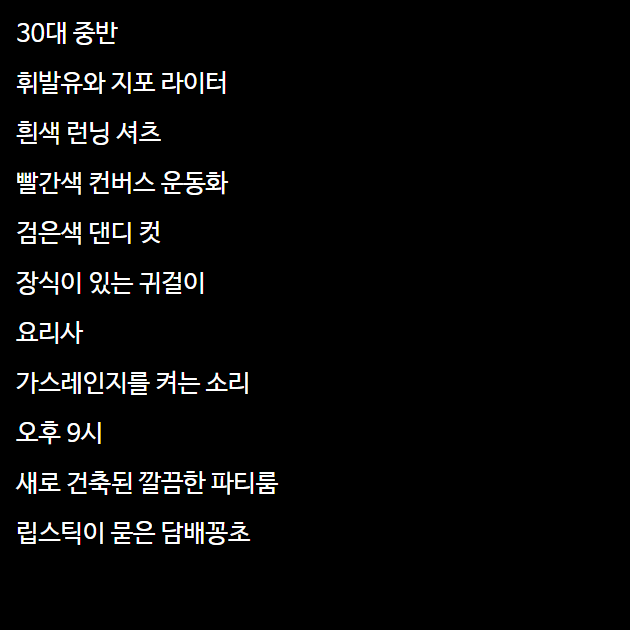 30대 중반
휘발유와 지포 라이터
흰색 런닝 셔츠
빨간색 컨버스 운동화
검은색 댄디 컷
장식이 있는 귀걸이
요리사
가스레인지를 켜는 소리
오후 9시
새로 건축된 깔끔한 파티룸
립스틱이 묻은 담배꽁초